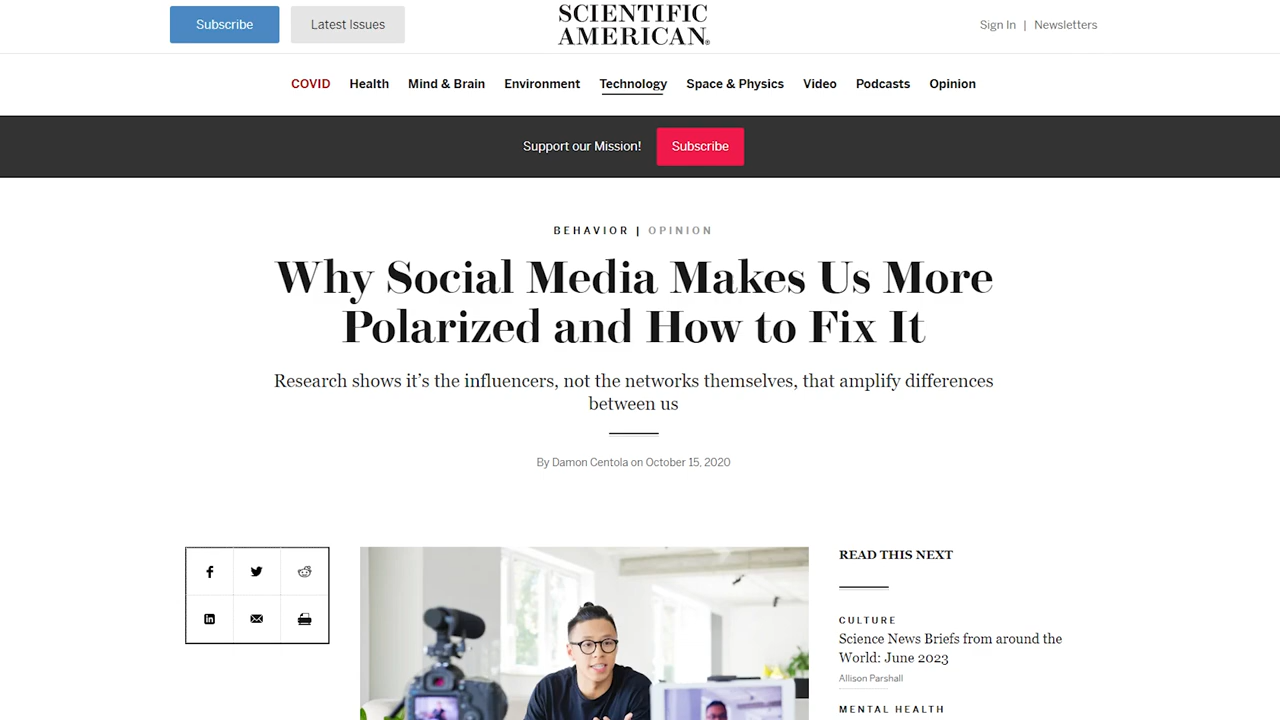 Subscribe
Latest Issues
SCIENTIFIC
AMERICAN®
Sign In | Newsletters
COVID Health Mind & Brain Environment Technology Space & Physics Video Podcasts Opinion
Support our Mission! Subscribe
BEHAVIOR | OPINION
Why Social Media Makes Us More
Polarized and How to Fix It
Research shows it’s the influencers, not the networks themselves, that amplify differences
between us
By Damon Centola on October 15, 2020
READ THIS NEXT
CULTURE
Science News Briefs from around the
World: June 2023
Allison Parshall
MENTAL HEALTH